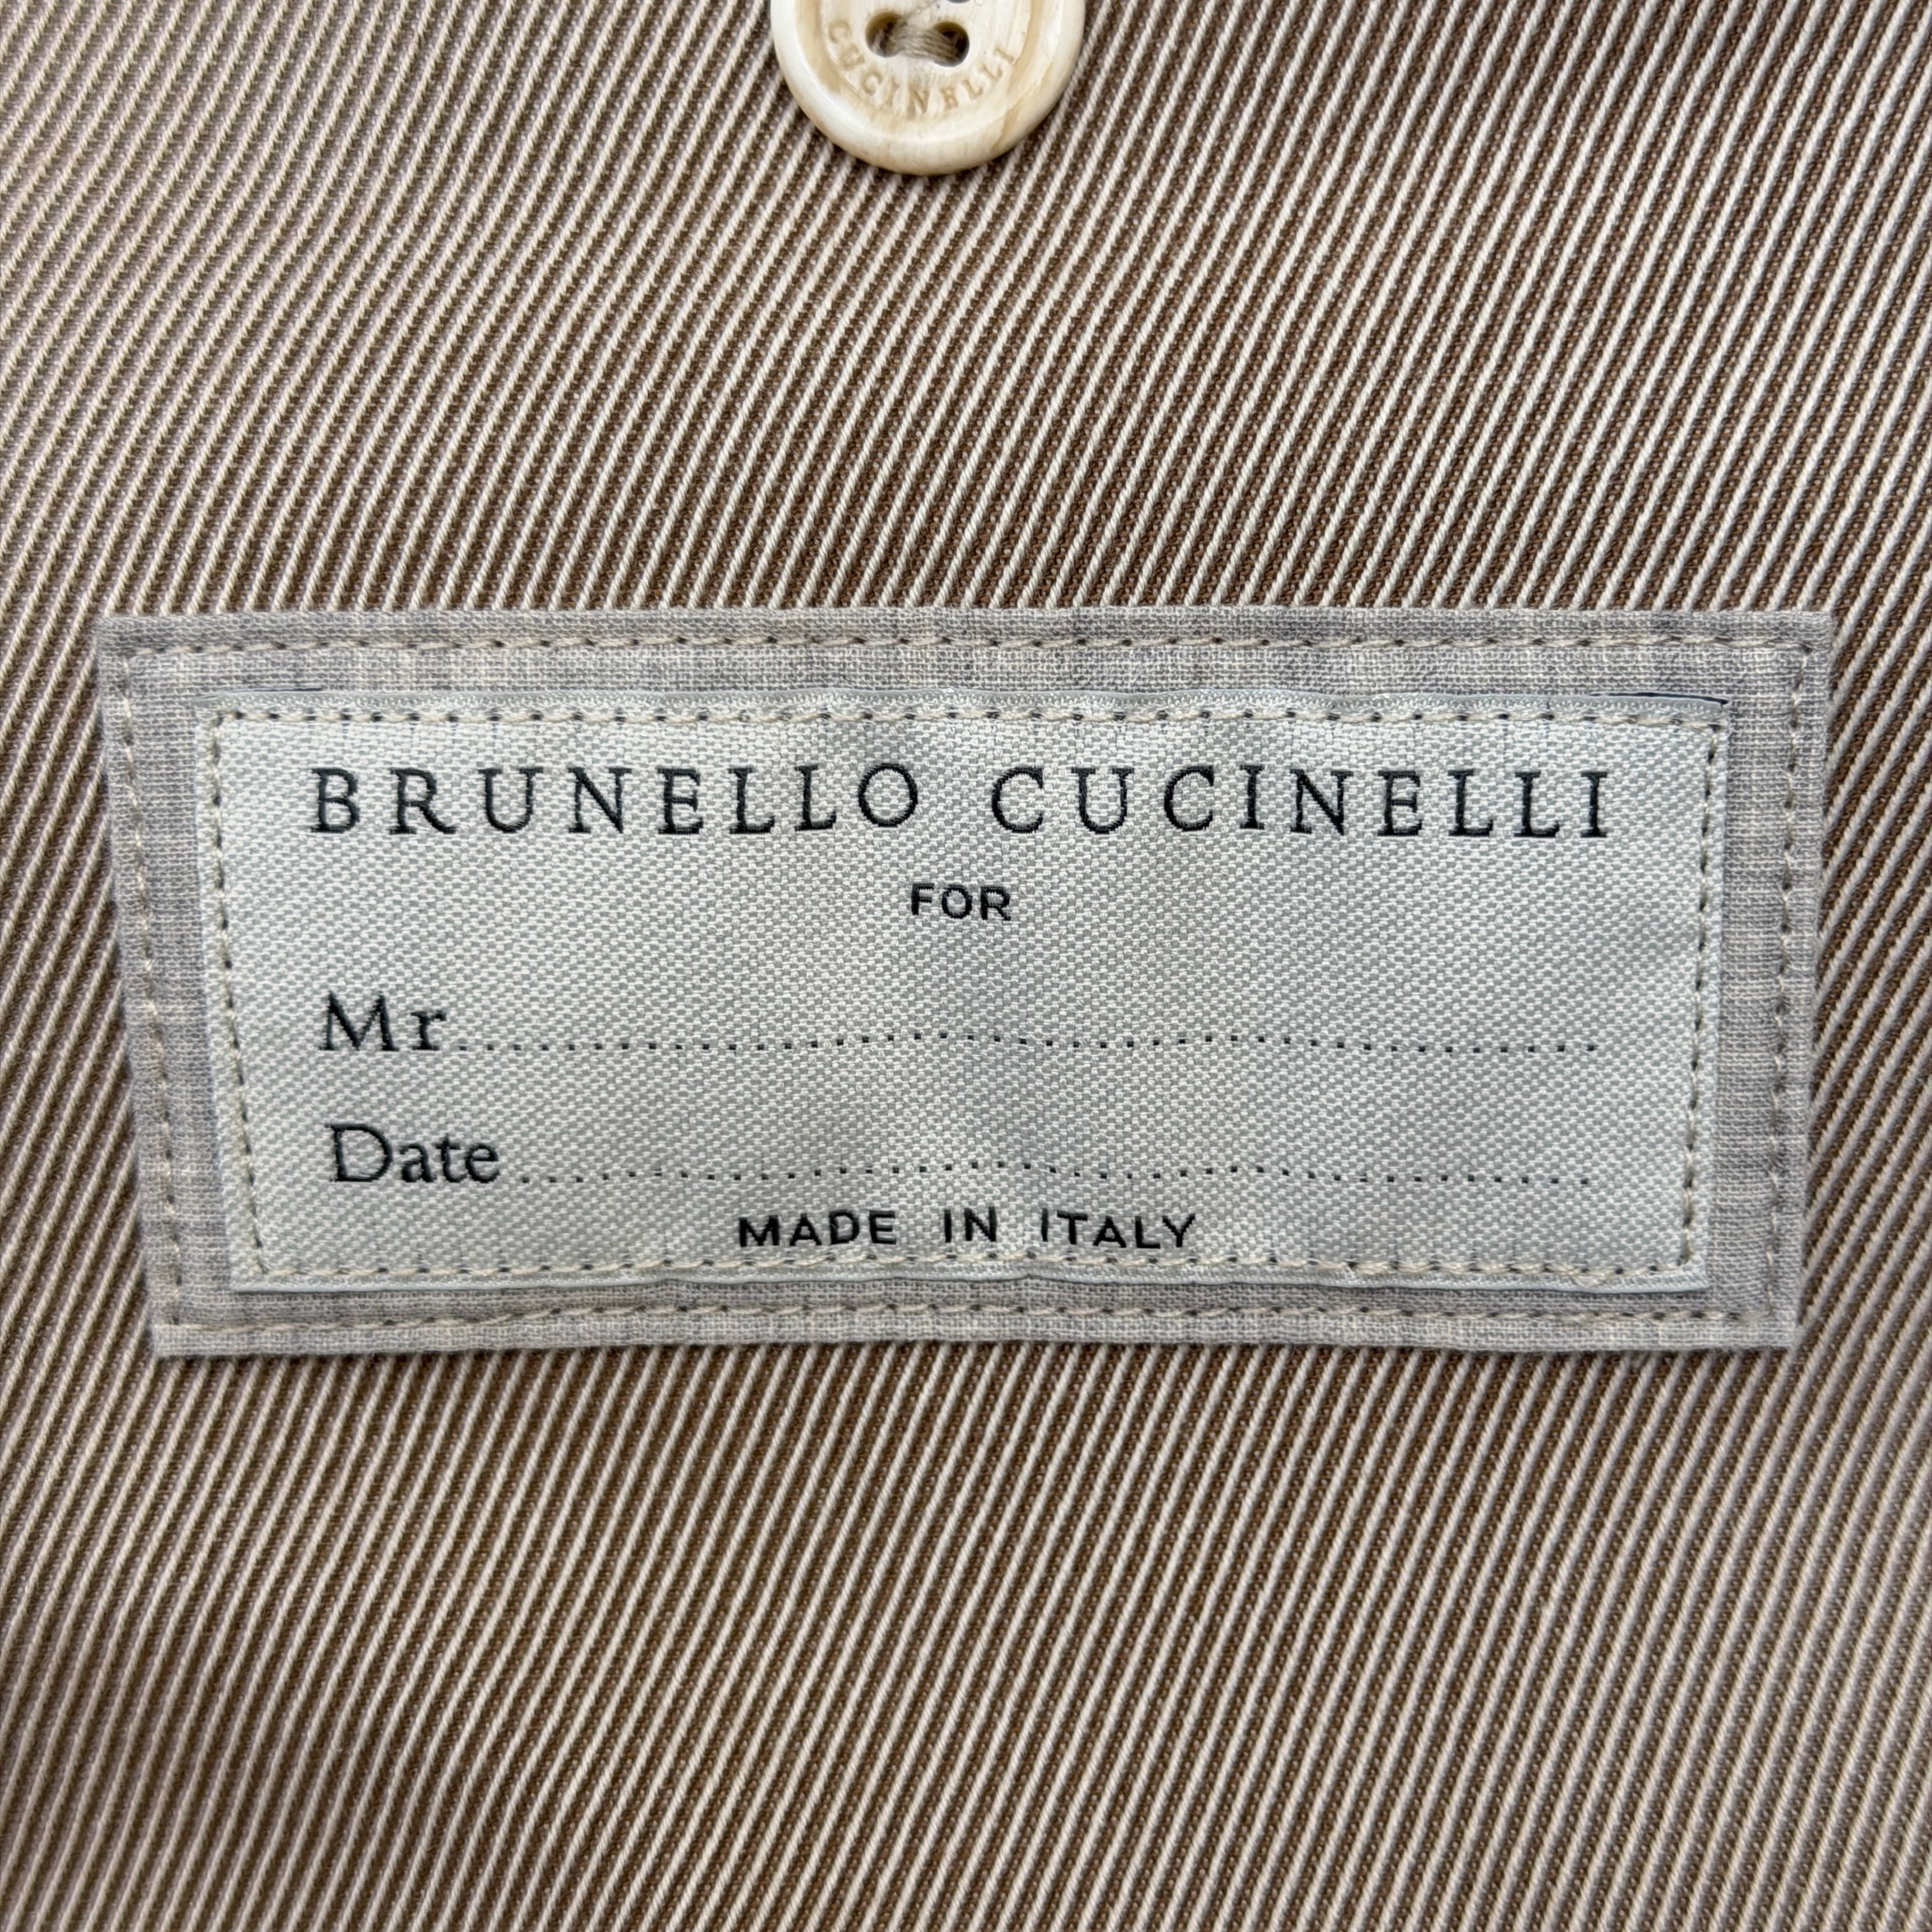 CUCINELLI
BRUNELLO CUCINELLI
FOR
Mr..........................................................
Date..................................................
MADE IN ITALY